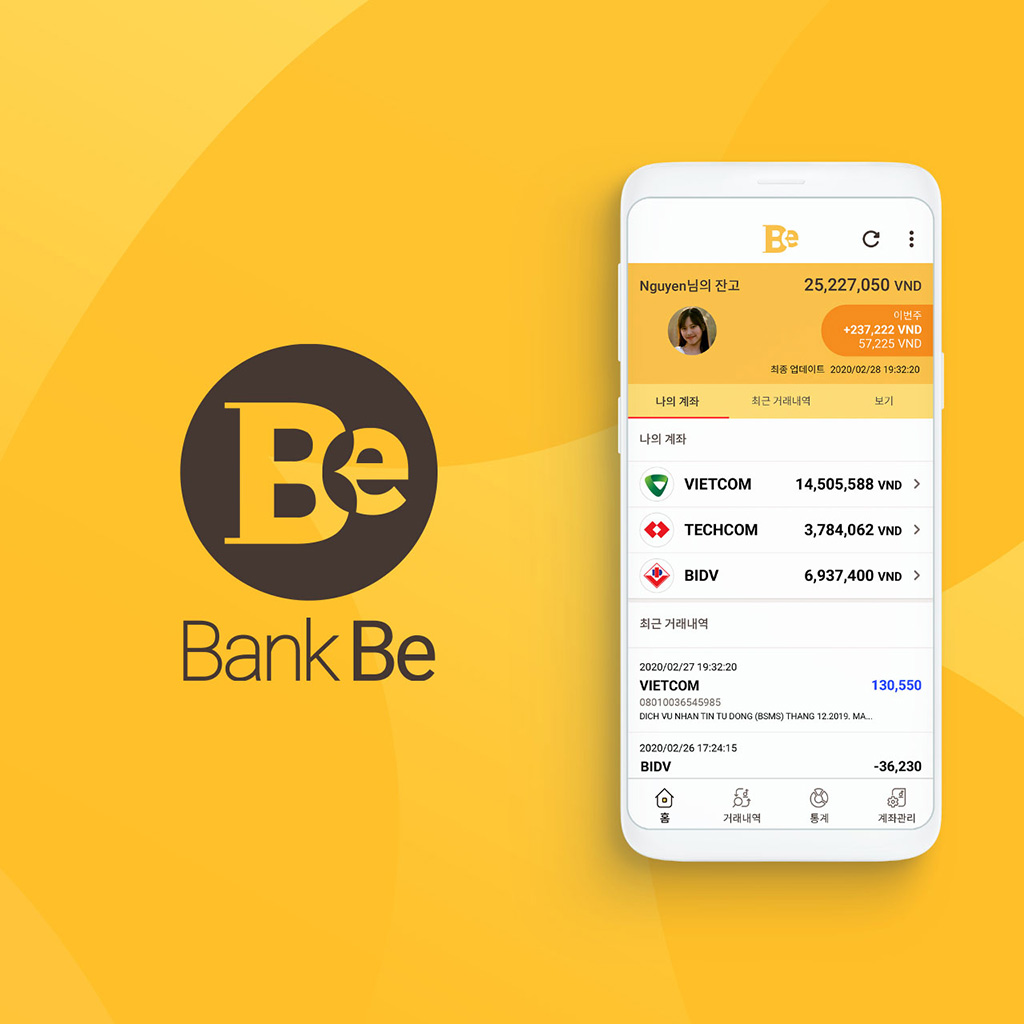 Be
Bank Be
Be
Nguyen님의 잔고 25,227,050 VND
이번주
+237,222 VND
57,225 VND
최종 업데이트 2020/02/28 19:32:20
나의 계좌 최근 거래내역 보기
나의 계좌
VIETCOM 14,505,588 VND
TECHCOM 3,784,062 VND
BIDV 6,937,400 VND
최근 거래내역
2020/02/27 19:32:20
VIETCOM 130,550
08010036545985
DICH VU NHAN TIN TU DONG (BSMS) THANG 12.2019. MA...
2020/02/26 17:24:15
BIDV -36,230
홈 거래내역 통계 계좌관리